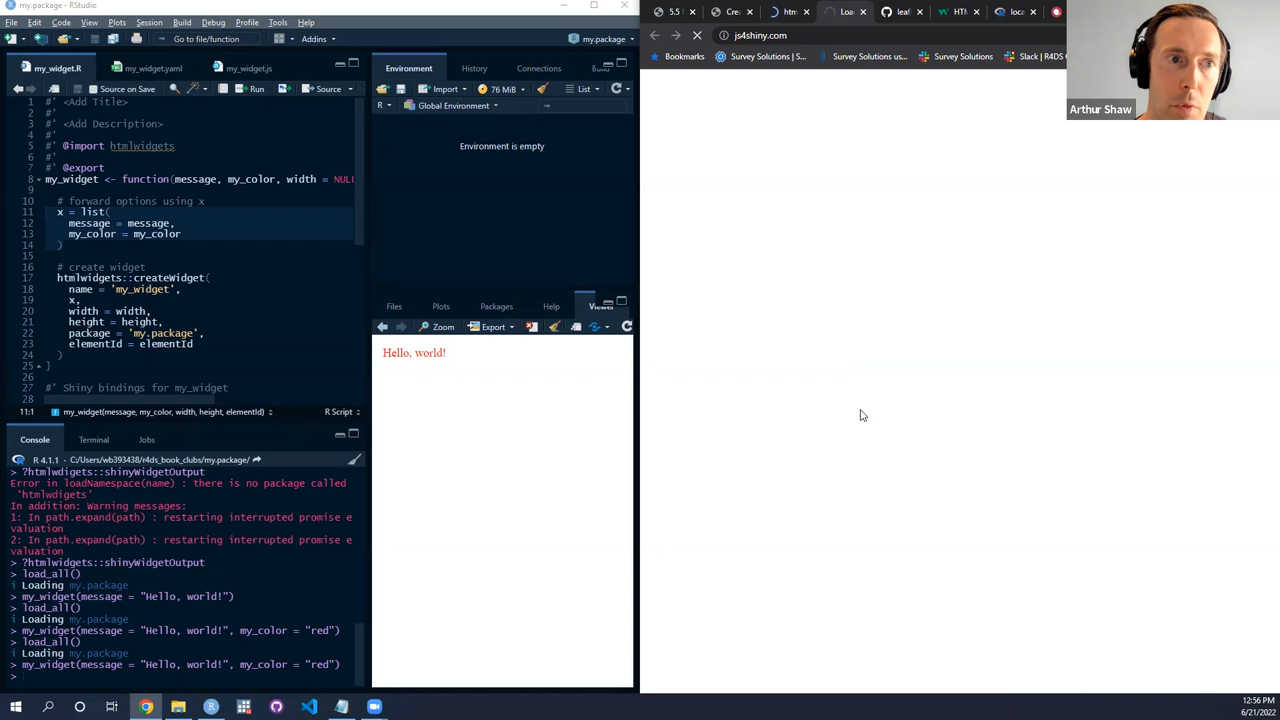 my.package - RStudio
File Edit Code View Plots Session Build Debug Profile Tools Help
Go to file/function
Addins
my.package
my_widget.R
my_widget.yaml
my_widget.js
Source on Save
Run
Source
1 #' <Add Title>
2 #'
3 #' <Add Description>
4 #'
5 #' @import htmlwidgets
6 #'
7 #' @export
8 my_widget <- function(message, my_color, width = NULL
9
10 # forward options using x
11 x = list(
12 message = message,
13 my_color = my_color
14 )
15
16 # create widget
17 htmlwidgets::createWidget(
18 name = 'my_widget',
19 x,
20 width = width,
21 height = height,
22 package = 'my.package',
23 elementId = elementId
24 )
25 }
26
27 #' Shiny bindings for my_widget
28
11:1 my_widget(message, my_color, width, height, elementId) R Script
Console Terminal Jobs
R 4.1.1 · C:/Users/wb393438/r4ds_book_clubs/my.package/
> ?htmlwdigets::shinyWidgetOutput
Error in loadNamespace(name) : there is no package called
'htmlwdigets'
In addition: Warning messages:
1: In path.expand(path) : restarting interrupted promise e
valuation
2: In path.expand(path) : restarting interrupted promise e
valuation
> ?htmlwidgets::shinyWidgetOutput
> load_all()
i Loading my.package
> my_widget(message = "Hello, world!")
> load_all()
i Loading my.package
> my_widget(message = "Hello, world!", my_color = "red")
> load_all()
i Loading my.package
> my_widget(message = "Hello, world!", my_color = "red")
>
Environment History Connections Bu
Import
76 MiB
List
R
Global Environment
Environment is empty
Files Plots Packages Help Viewer
Zoom
Export
Hello, world!
5.5
Cre
htm
Loa
leaf
HTM
loca
js4shiny.com
Bookmarks
Survey Solutions |...
Survey Solutions
Survey Solutions
Slack | R4DS
Arthur Shaw
12:56 PM
6/21/2022